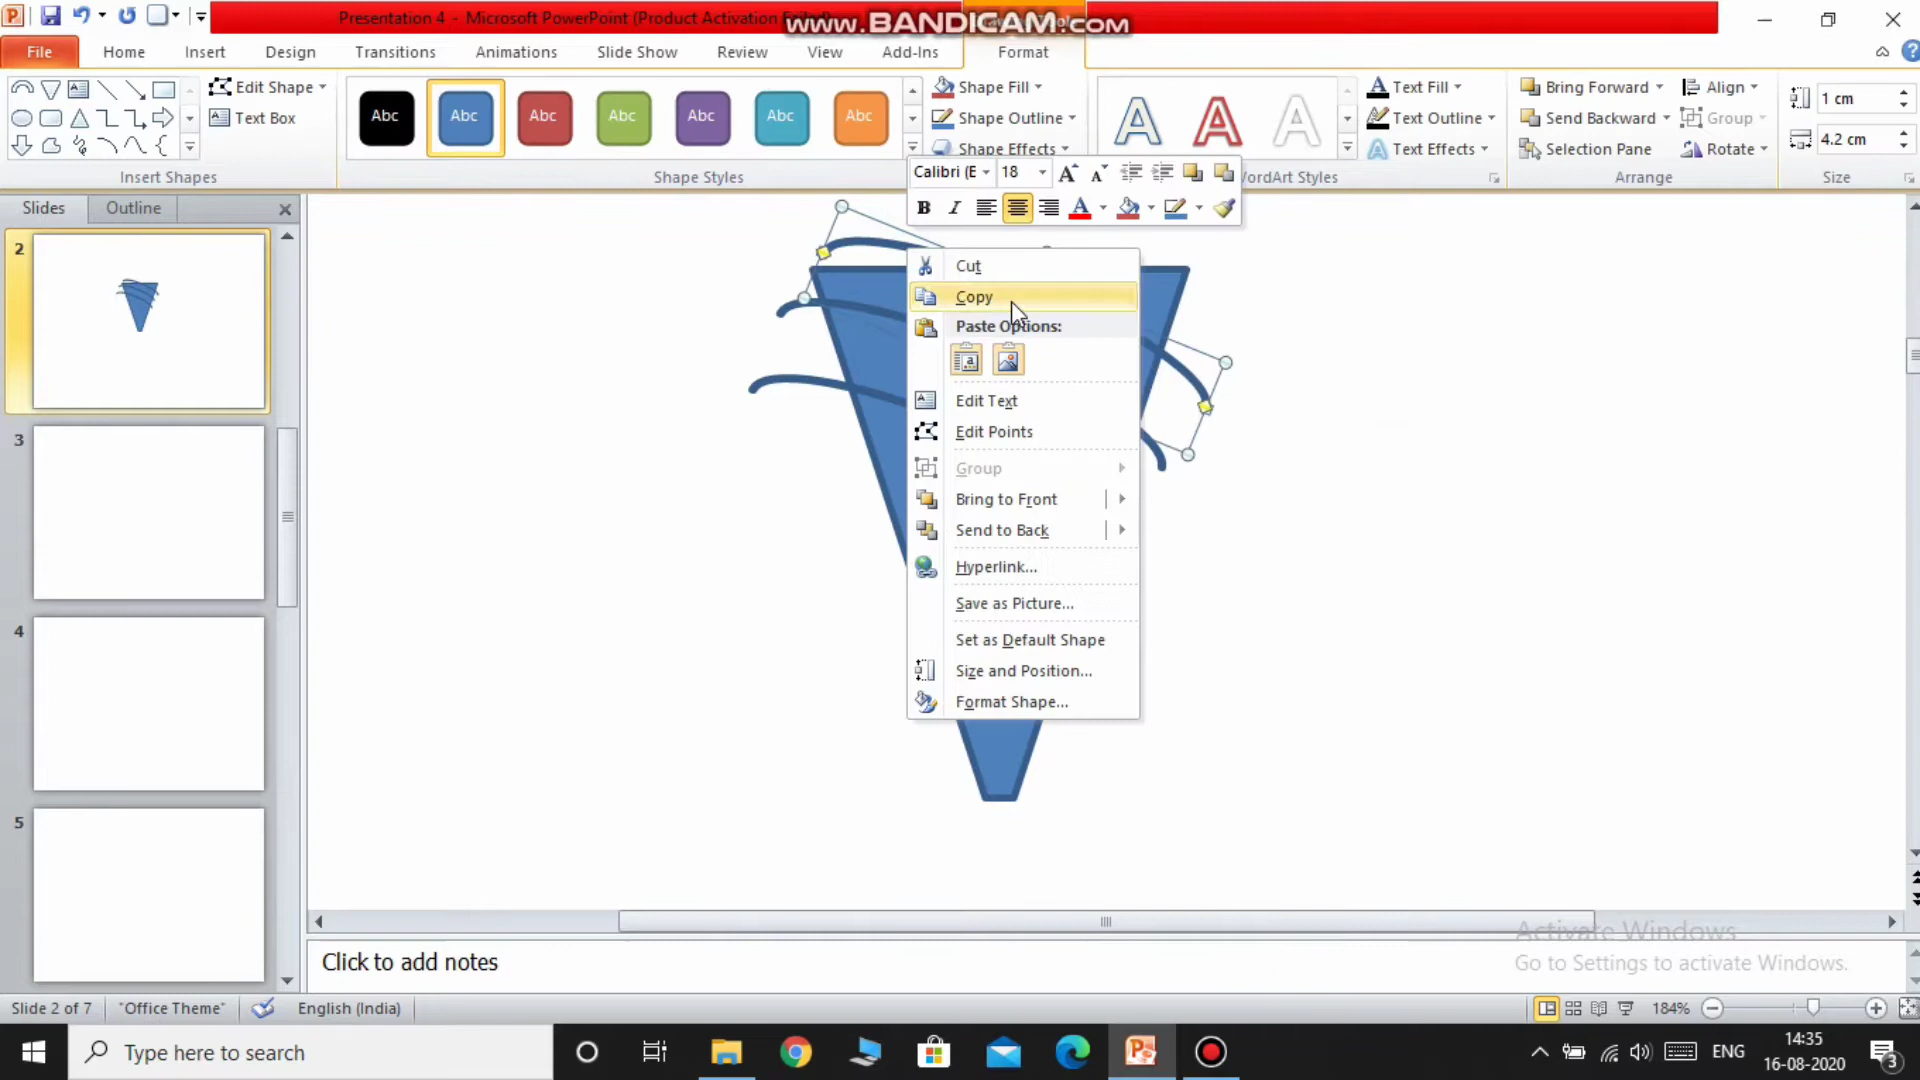 Presentation 4 - Microsoft PowerPoint (Product Activation
www.BANDICAM.com
File Home Insert Design Transitions Animations Slide Show Review View Add-Ins Format
Edit Shape
Text Box
Insert Shapes
Abc Abc Abc Abc Abc Abc Abc
Shape Styles
Shape Fill
Shape Outline
Shape Effects
A A A
WordArt Styles
Text Fill
Text Outline
Text Effects
Bring Forward
Send Backward
Selection Pane
Align
Group
Rotate
Arrange
1 cm
4.2 cm
Size
Calibri (E 18
B I
Slides Outline
2
3
4
5
Cut
Copy
Paste Options:
Edit Text
Edit Points
Group
Bring to Front
Send to Back
Hyperlink...
Save as Picture...
Set as Default Shape
Size and Position...
Format Shape...
Click to add notes
Activate Windows
Go to Settings to activate Windows.
Slide 2 of 7 "Office Theme" English (India) 184%
Type here to search
ENG
14:35
16-08-2020
3